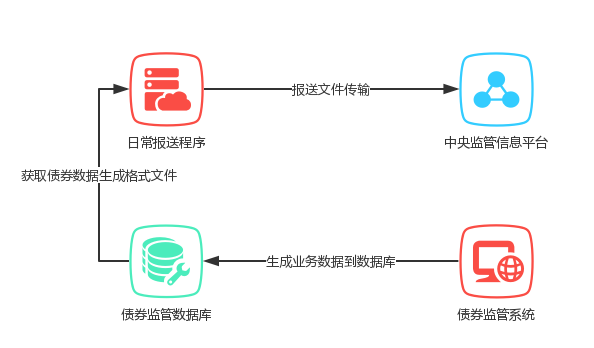 报送文件传输
日常报送程序
中央监管信息平台
获取债券数据生成格式文件
生成业务数据到数据库
债券监管数据库
债券监管系统